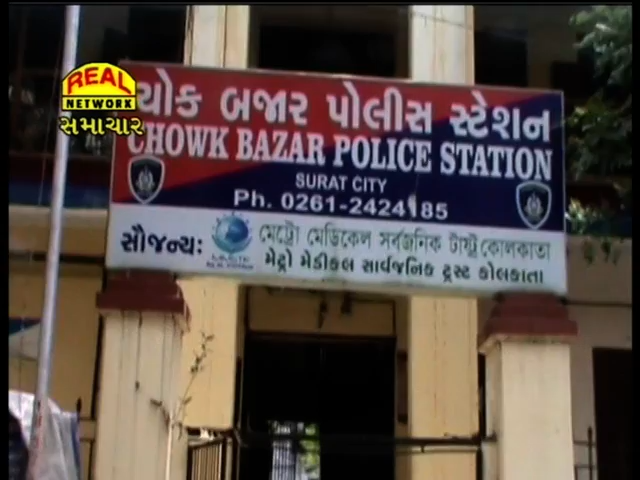 REAL
NETWORK
સમાચાર
ચોક બજાર પોલીસ સ્ટેશન
CHOWK BAZAR POLICE STATION
SURAT CITY
Ph. 0261-2424185
સૌજન્યઃ
মেট্রো মেডিকেল সর্বজনিক ট্রাস্ট কোলকাতা
મેટ્રો મેડીકલ સાર્વજનિક ટ્રસ્ટ કોલકાતા